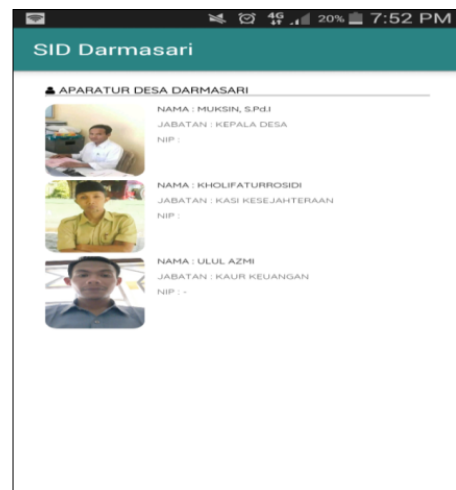 4G 20% 7:52 PM
SID Darmasari
APARATUR DESA DARMASARI
NAMA : MUKSIN, S.Pd.I
JABATAN : KEPALA DESA
NIP :
NAMA : KHOLIFATURROSIDI
JABATAN : KASI KESEJAHTERAAN
NIP :
NAMA : ULUL AZMI
JABATAN : KAUR KEUANGAN
NIP : -